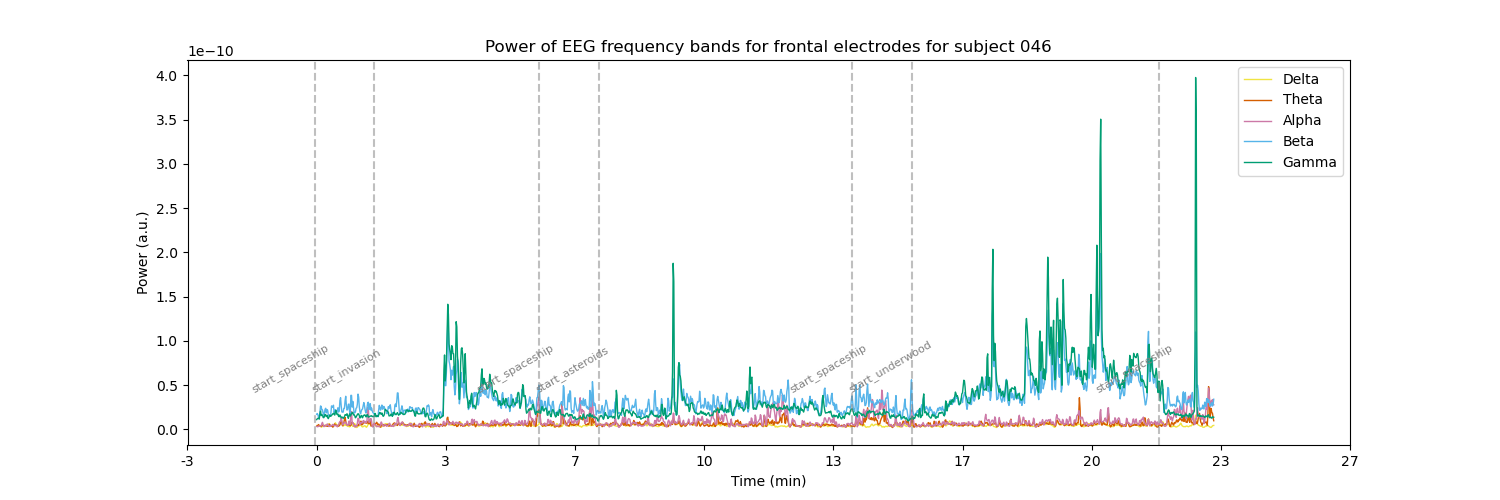 Power of EEG frequency bands for frontal electrodes for subject 046
1e−10
4.0
3.5
3.0
2.5
2.0
1.5
1.0
0.5
0.0
Power (a.u.)
Delta
Theta
Alpha
Beta
Gamma
start_spaceship
start_invasion
start_spaceship
start_asteroids
start_spaceship
start_underwood
start_spaceship
-3
0
3
7
10
13
17
20
23
27
Time (min)